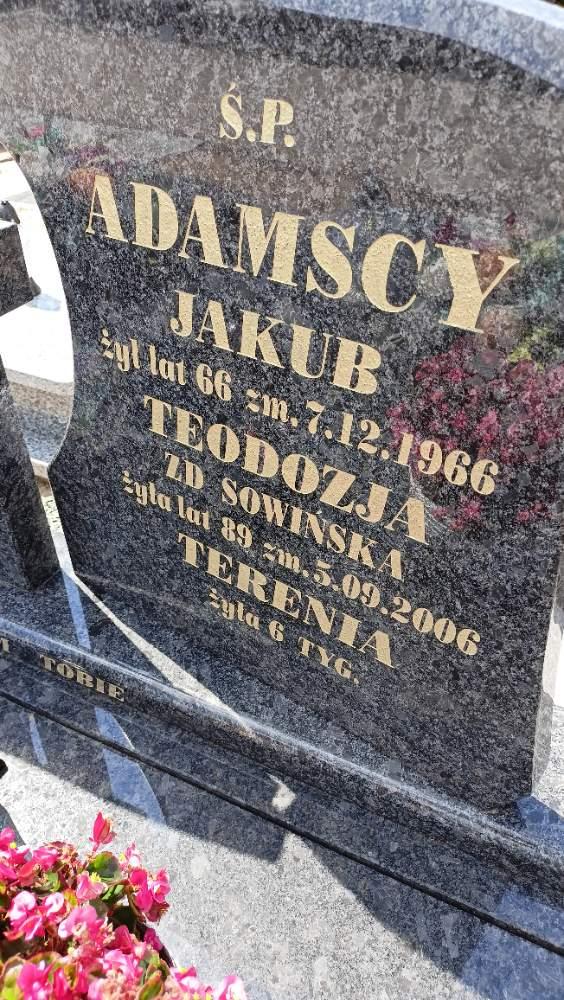 Ś.P.
ADAMSCY
JAKUB
żył lat 66 zm. 7.12.1966
TEODOZJA
ZD SOWIŃSKA
żyła lat 89 zm. 5.09.2006
TERENIA
żyła 6 TYG.
TOBIE